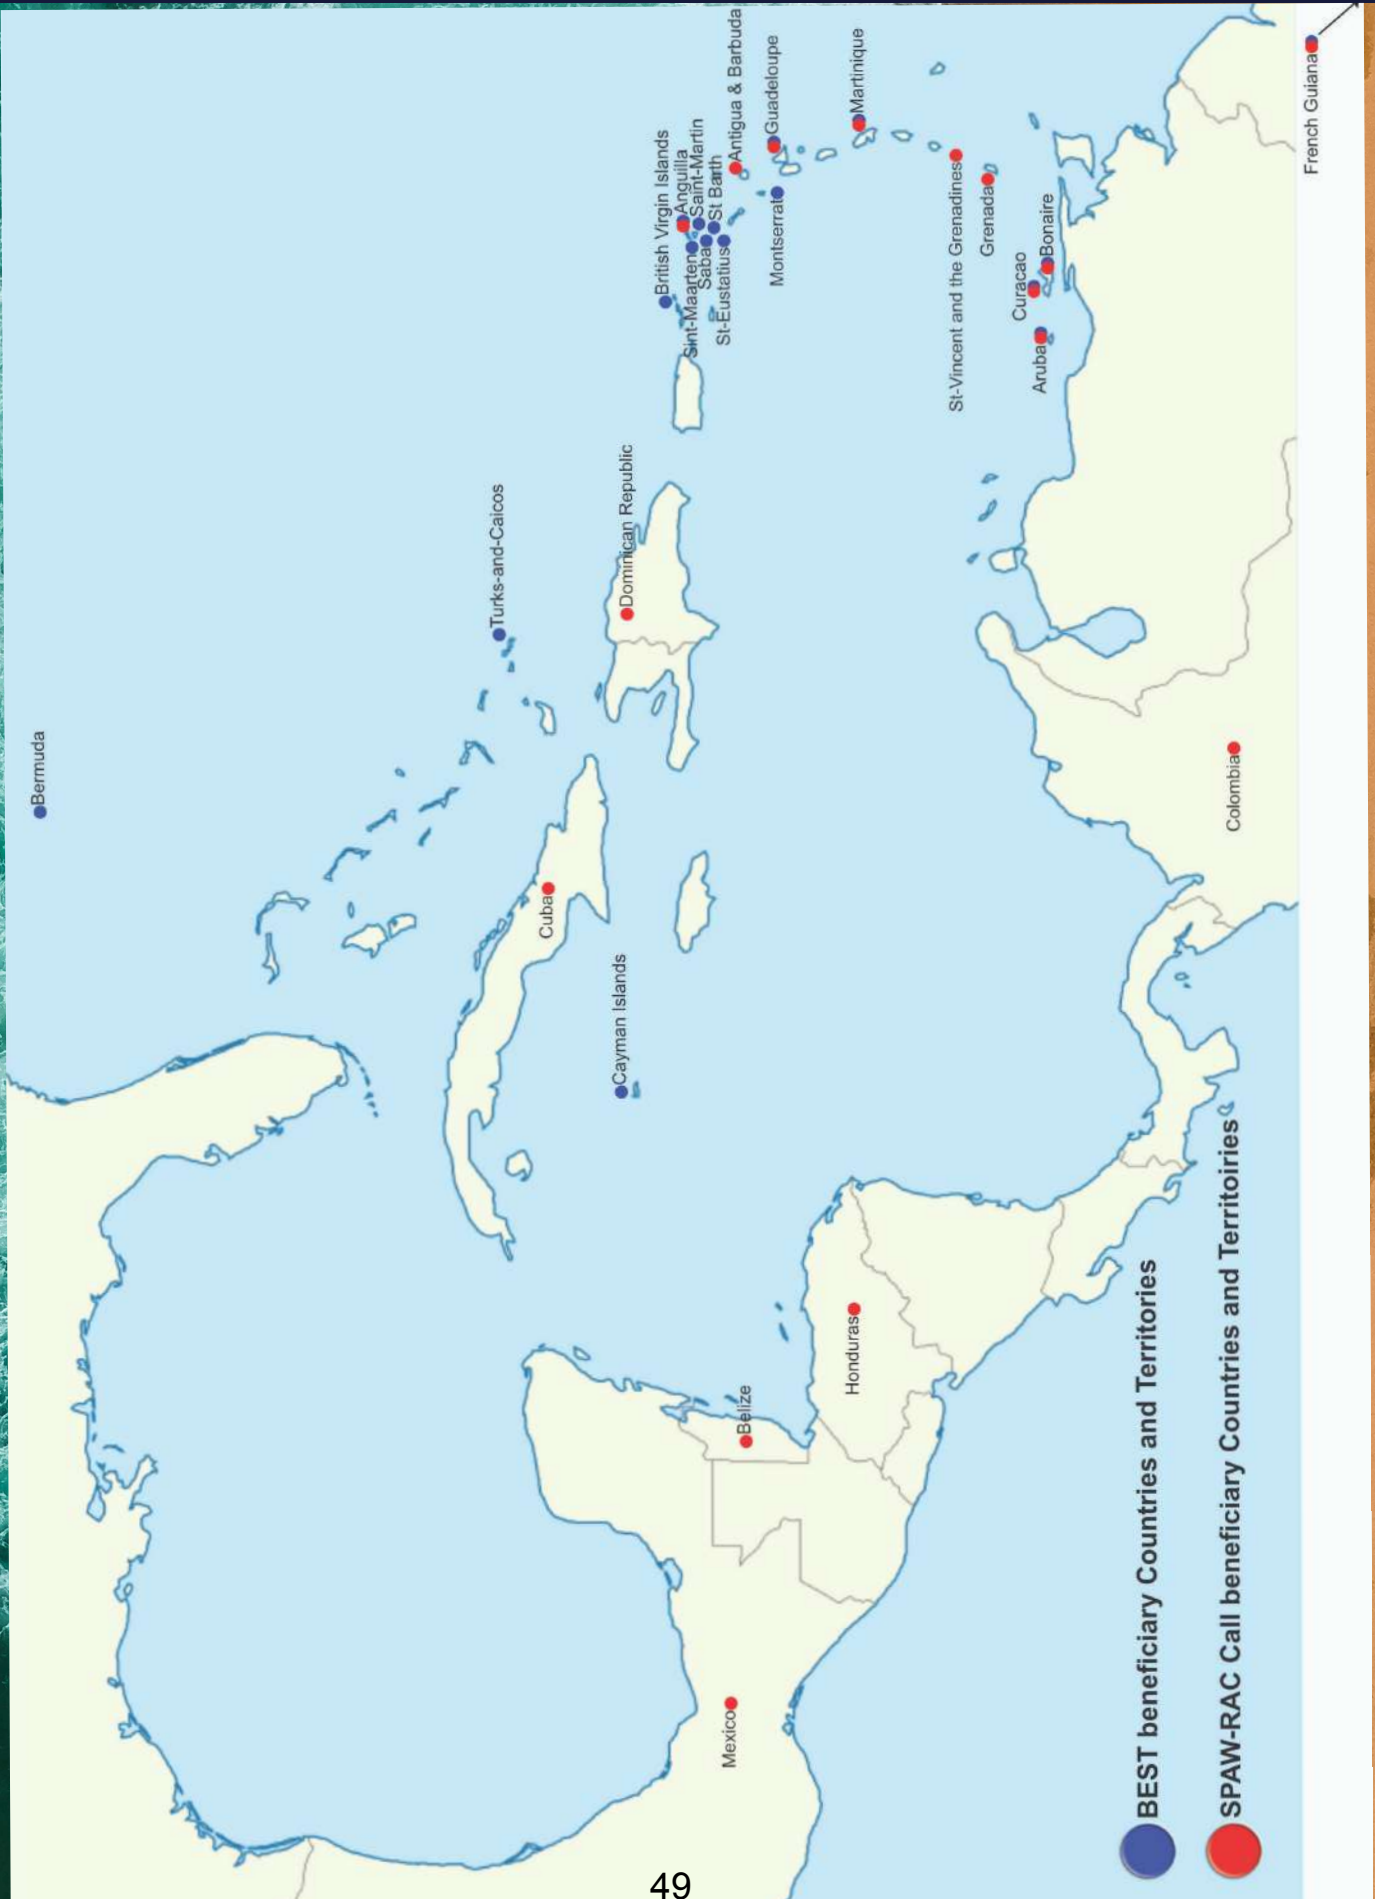 Bermuda
Turks-and-Caicos
Dominican Republic
Cuba
Cayman Islands
British Virgin Islands
Anguilla
Saint-Martin
St Barth
Sint-Maarten
Saba
St-Eustatius
Antigua & Barbuda
Guadeloupe
Montserrat
Martinique
St-Vincent and the Grenadines
Grenada
Curacao
Bonaire
Aruba
French Guiana
Colombia
Honduras
Belize
Mexico
BEST beneficiary Countries and Territories
SPAW-RAC Call beneficiary Countries and Territoiries
49